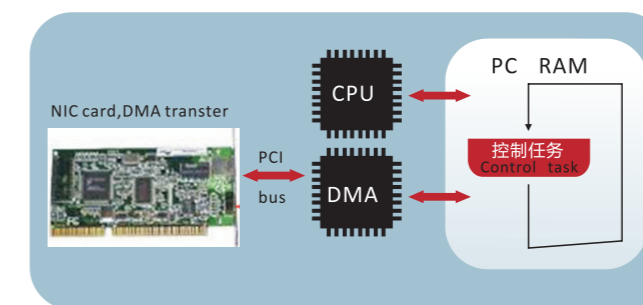 NIC card,DMA transter
PCI
bus
CPU
DMA
PC RAM
控制任务
Control task